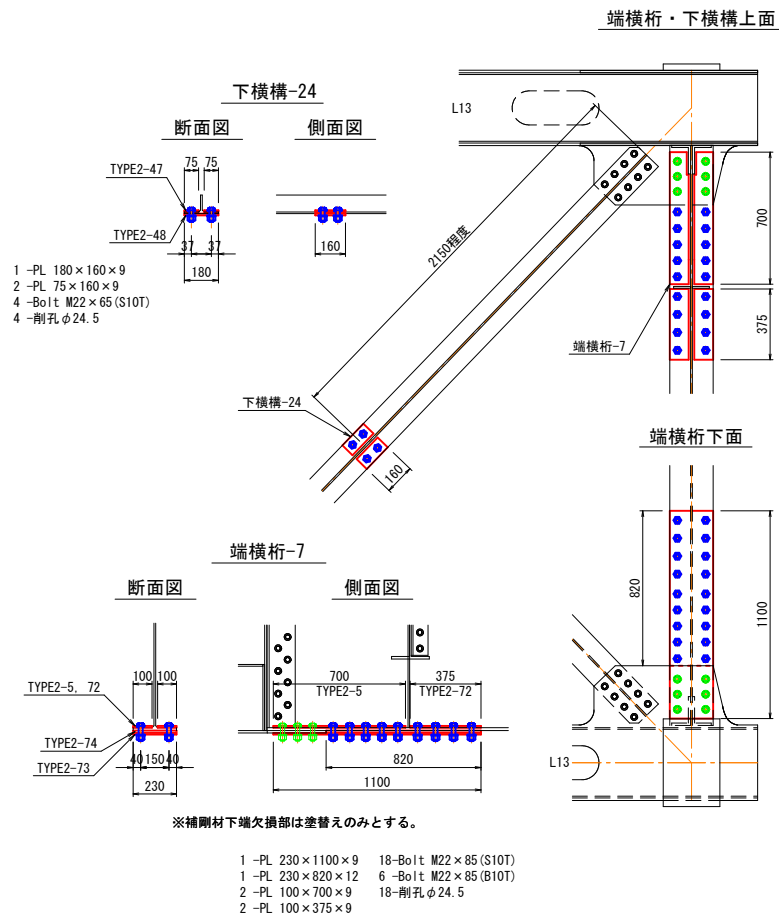 端横桁・下横構上面
下横構-24
断面図
側面図
L13
75
75
TYPE2-47
TYPE2-48
37
37
180
160
1 -PL 180×160×9
2 -PL 75×160×9
4 -Bolt M22×65(S10T)
4 -削孔φ24.5
2150程度
700
375
端横桁-7
下横構-24
160
端横桁下面
820
1100
L13
端横桁-7
断面図
側面図
TYPE2-5, 72
100
100
TYPE2-74
TYPE2-73
40
150
40
230
700
375
TYPE2-5
TYPE2-72
820
1100
※補剛材下端欠損部は塗替えのみとする。
1 -PL 230×1100×9 18-Bolt M22×85(S10T)
1 -PL 230×820×12 6 -Bolt M22×85(B10T)
2 -PL 100×700×9 18-削孔φ24.5
2 -PL 100×375×9